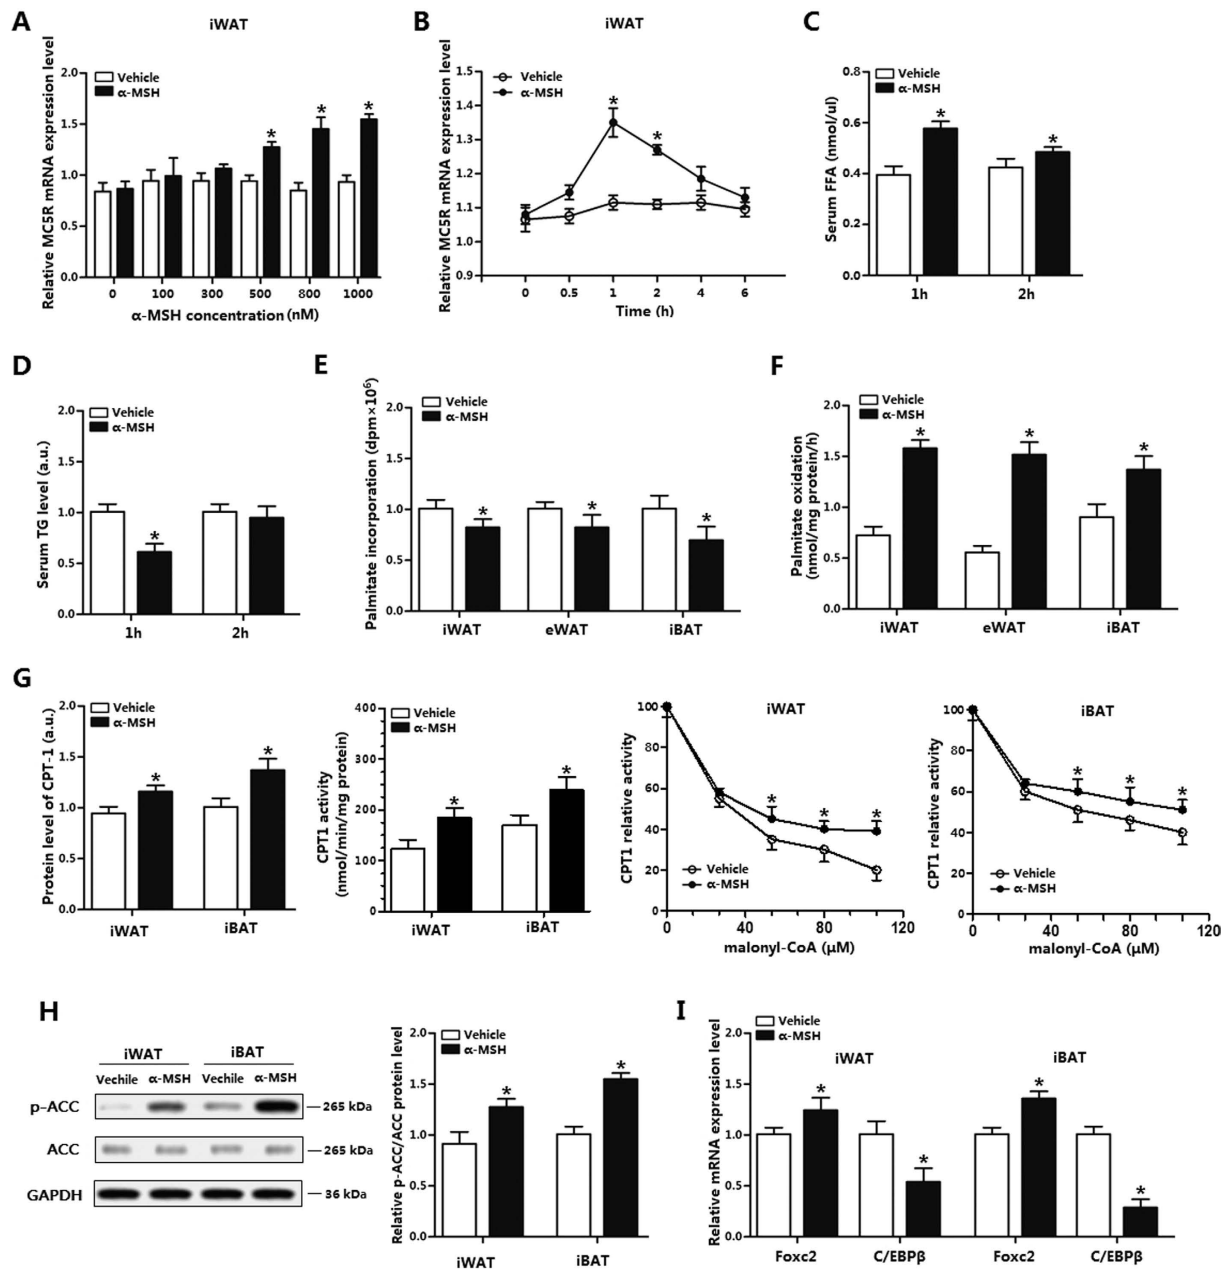 A
iWAT
Relative MC5R mRNA expression level
2.0
1.5
1.0
0.5
0.0
Vehicle
α-MSH
*
*
*
0 100 300 500 800 1000
α-MSH concentration (nM)
B
iWAT
Relative MC5R mRNA expression level
1.5
1.4
1.3
1.2
1.1
1.0
0.9
Vehicle
α-MSH
*
*
0 0.5 1 2 4 6
Time (h)
C
Serum FFA (nmol/ul)
0.8
0.6
0.4
0.2
0.0
Vehicle
α-MSH
*
*
1h 2h
D
Serum TG level (a.u.)
2.0
1.5
1.0
0.5
0.0
Vehicle
α-MSH
*
1h 2h
E
Palmitate incorporation (dpm×10⁶)
2.0
1.5
1.0
0.5
0.0
Vehicle
α-MSH
* * *
iWAT eWAT iBAT
F
Palmitate oxidation
(nmol/mg protein/h)
2.0
1.5
1.0
0.5
0.0
Vehicle
α-MSH
* * *
iWAT eWAT iBAT
G
Protein level of CPT-1 (a.u.)
2.0
1.5
1.0
0.5
0.0
Vehicle
α-MSH
* *
iWAT iBAT
CPT1 activity
(nmol/min/mg protein)
400
300
200
100
0
Vehicle
α-MSH
* *
iWAT iBAT
iWAT
CPT1 relative activity
100
80
60
40
20
0
* * *
Vehicle
α-MSH
0 40 80 120
malonyl-CoA (μM)
iBAT
CPT1 relative activity
100
80
60
40
20
0
* * *
Vehicle
α-MSH
0 40 80 120
malonyl-CoA (μM)
H
iWAT iBAT
Vechile α-MSH Vechile α-MSH
p-ACC 265 kDa
ACC 265 kDa
GAPDH 36 kDa
Relative p-ACC/ACC protein level
2.0
1.5
1.0
0.5
0.0
Vehicle
α-MSH
* *
iWAT iBAT
I
Relative mRNA expression level
2.0
1.5
1.0
0.5
0.0
Vehicle
α-MSH
iWAT iBAT
* * * *
Foxc2 C/EBPβ Foxc2 C/EBPβ